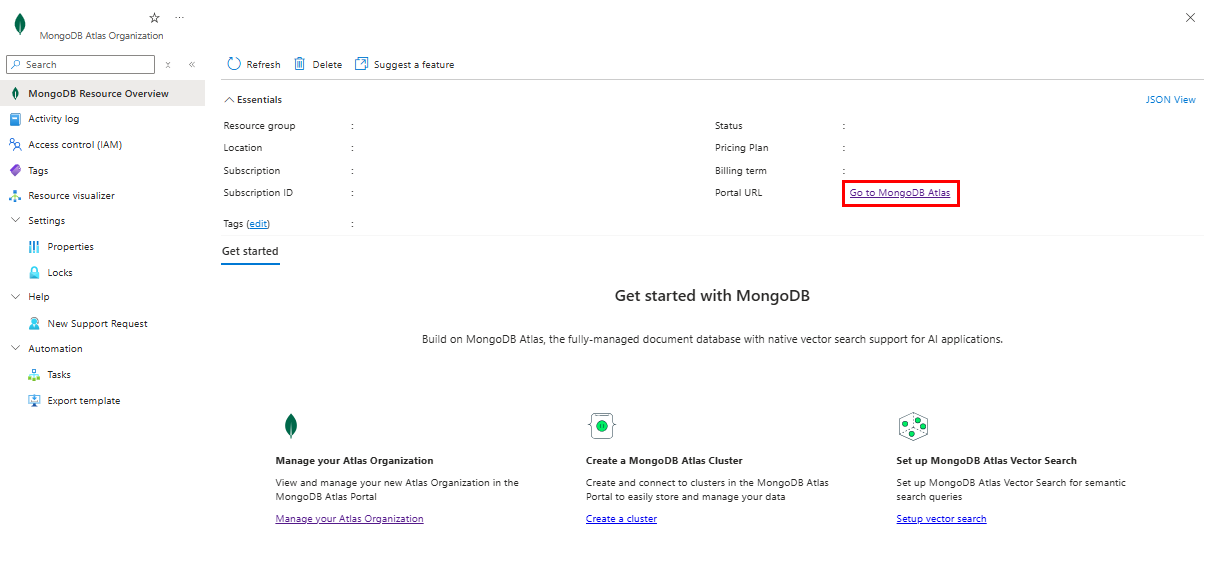 MongoDB Atlas Organization
Search
MongoDB Resource Overview
Activity log
Access control (IAM)
Tags
Resource visualizer
Settings
Properties
Locks
Help
New Support Request
Automation
Tasks
Export template
Refresh Delete Suggest a feature
Essentials JSON View
Resource group :
Location :
Subscription :
Subscription ID :
Tags (edit) :
Status :
Pricing Plan :
Billing term :
Portal URL Go to MongoDB Atlas
Get started
Get started with MongoDB
Build on MongoDB Atlas, the fully-managed document database with native vector search support for AI applications.
Manage your Atlas Organization
View and manage your new Atlas Organization in the
MongoDB Atlas Portal
Manage your Atlas Organization
Create a MongoDB Atlas Cluster
Create and connect to clusters in the MongoDB Atlas
Portal to easily store and manage your data
Create a cluster
Set up MongoDB Atlas Vector Search
Set up MongoDB Atlas Vector Search for semantic
search queries
Setup vector search